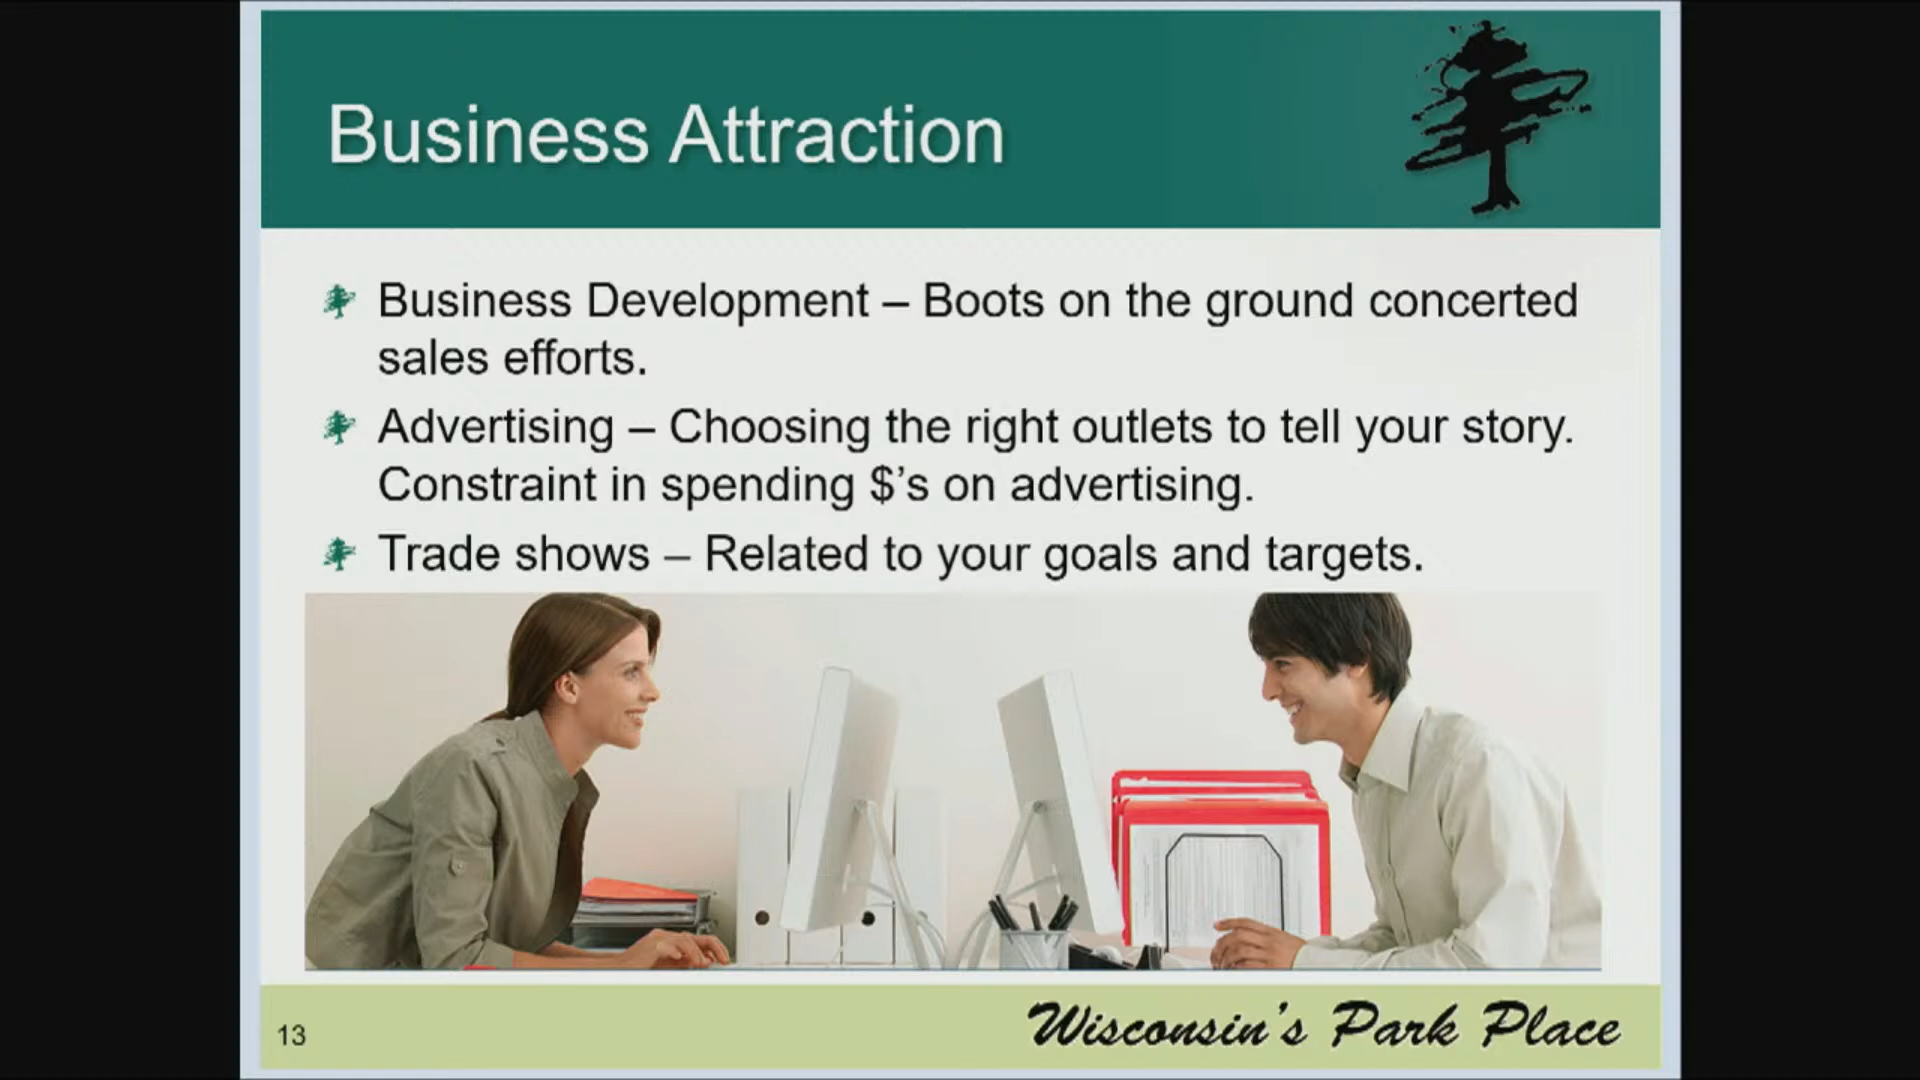 Business Attraction
Business Development – Boots on the ground concerted
sales efforts.
Advertising – Choosing the right outlets to tell your story.
Constraint in spending $’s on advertising.
Trade shows – Related to your goals and targets.
13
Wisconsin’s Park Place